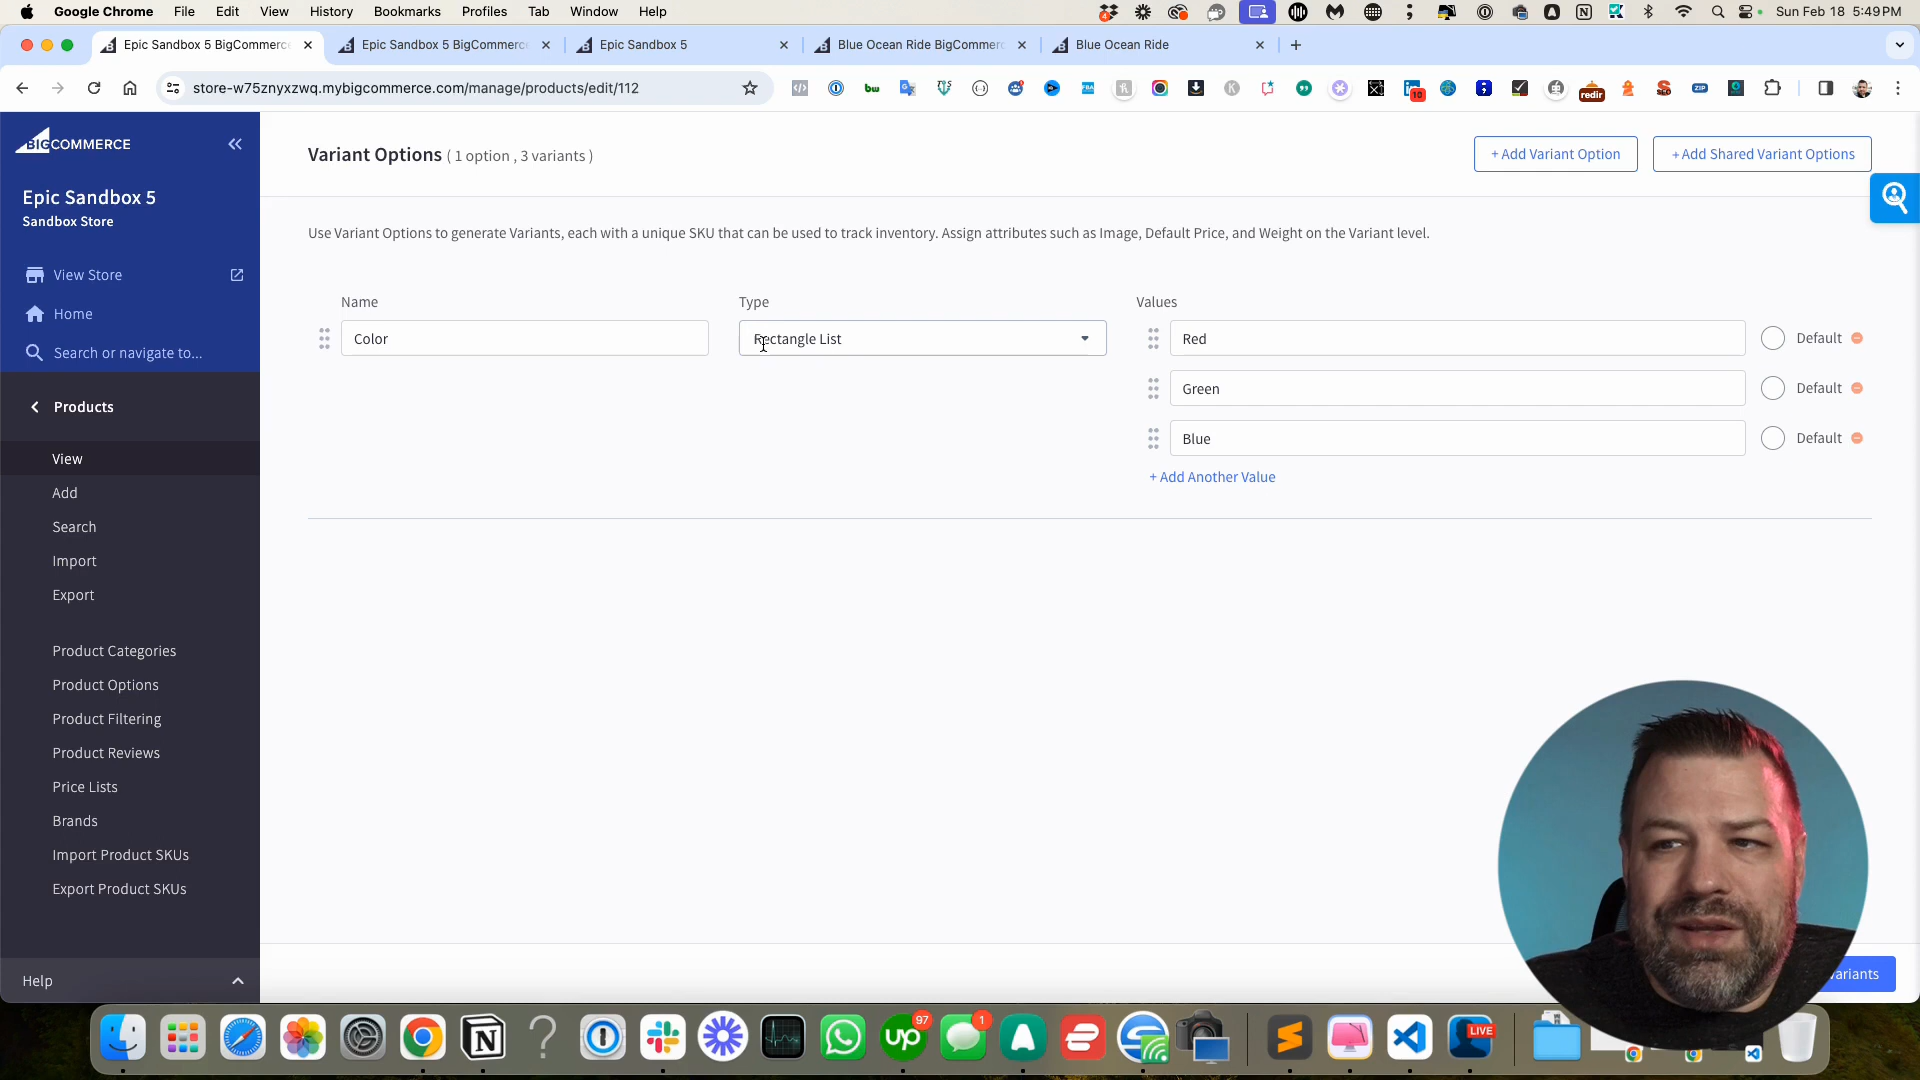 Google Chrome File Edit View History Bookmarks Profiles Tab Window Help Sun Feb 18 5:49 PM
Epic Sandbox 5 BigCommerc Epic Sandbox 5 BigCommerc Epic Sandbox 5 Blue Ocean Ride BigCommer Blue Ocean Ride
store-w75znyxzwq.mybigcommerce.com/manage/products/edit/112
BIGCOMMERCE
Variant Options ( 1 option , 3 variants )
+ Add Variant Option
+ Add Shared Variant Options
Epic Sandbox 5
Sandbox Store
Use Variant Options to generate Variants, each with a unique SKU that can be used to track inventory. Assign attributes such as Image, Default Price, and Weight on the Variant level.
View Store
Home
Search or navigate to...
Products
View
Add
Search
Import
Export
Product Categories
Product Options
Product Filtering
Product Reviews
Price Lists
Brands
Import Product SKUs
Export Product SKUs
Help
Name Type Values
Color Rectangle List Red Default
Green Default
Blue Default
+ Add Another Value
ariants
97
1
LIVE